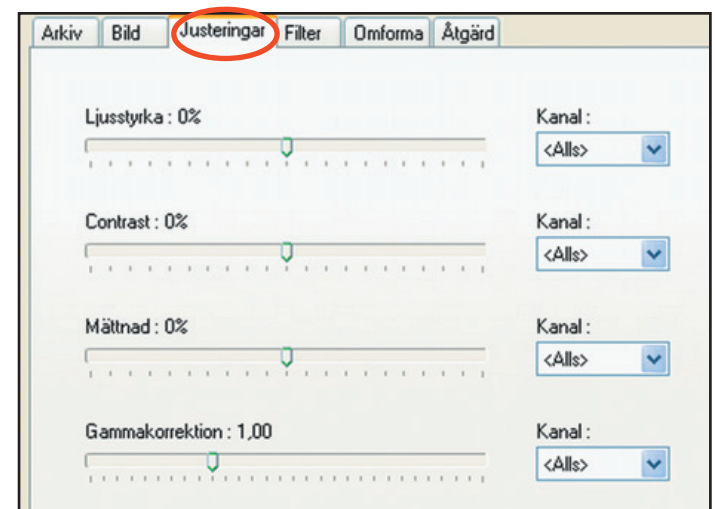 Arkiv Bild Justeringar Filter Omforma Åtgärd
Ljusstyrka : 0% Kanal :
<Alls>
Contrast : 0% Kanal :
<Alls>
Mättnad : 0% Kanal :
<Alls>
Gammakorrektion : 1,00 Kanal :
<Alls>